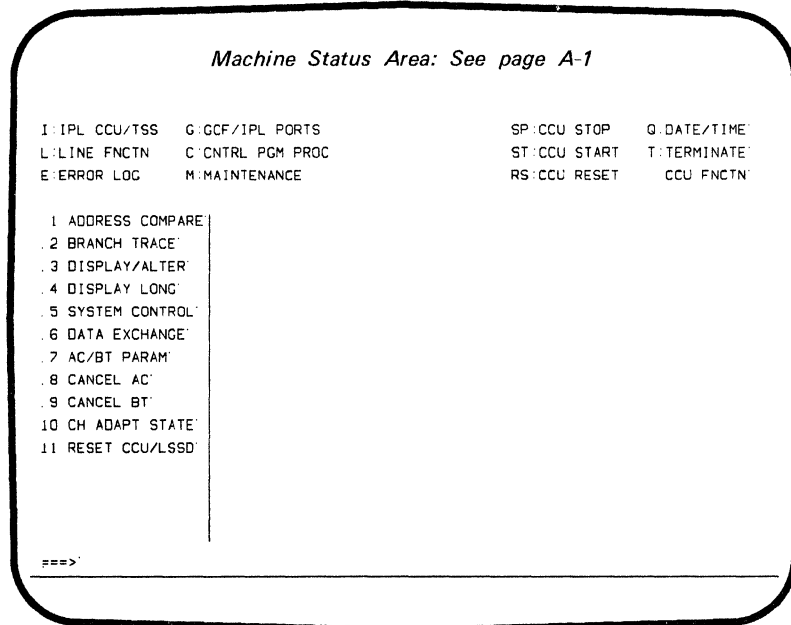 Machine Status Area: See page A-1
I:IPL CCU/TSS G:GCF/IPL PORTS SP:CCU STOP Q.DATE/TIME
L:LINE FNCTN C CNTRL PGM PROC ST:CCU START T:TERMINATE
E:ERROR LOG M:MAINTENANCE RS:CCU RESET CCU FNCTN
1 ADDRESS COMPARE
. 2 BRANCH TRACE
. 3 DISPLAY/ALTER
. 4 DISPLAY LONG
. 5 SYSTEM CONTROL
. 6 DATA EXCHANGE
. 7 AC/BT PARAM
. 8 CANCEL AC
. 9 CANCEL BT
10 CH ADAPT STATE
11 RESET CCU/LSSD
===>